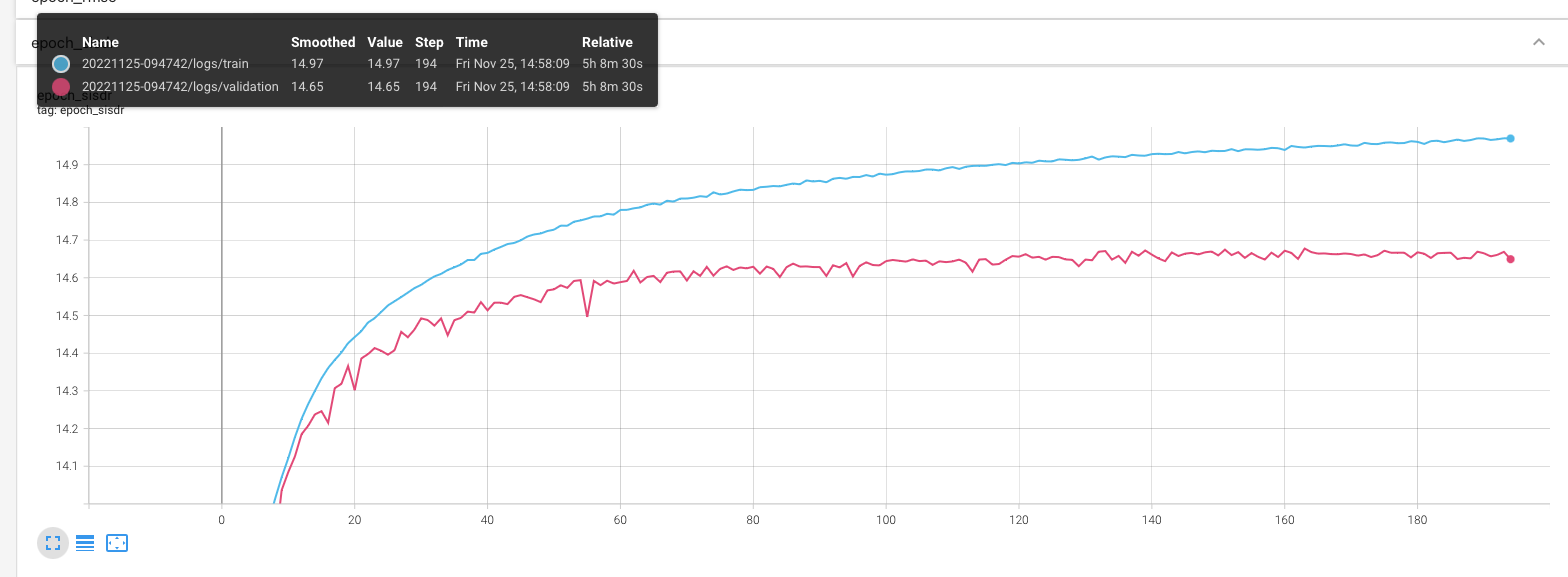 epoch_rmse
Name Smoothed Value Step Time Relative
20221125-094742/logs/train 14.97 14.97 194 Fri Nov 25, 14:58:09 5h 8m 30s
20221125-094742/logs/validation 14.65 14.65 194 Fri Nov 25, 14:58:09 5h 8m 30s
epoch_sisdr
tag: epoch_sisdr
14.9
14.8
14.7
14.6
14.5
14.4
14.3
14.2
14.1
0 20 40 60 80 100 120 140 160 180